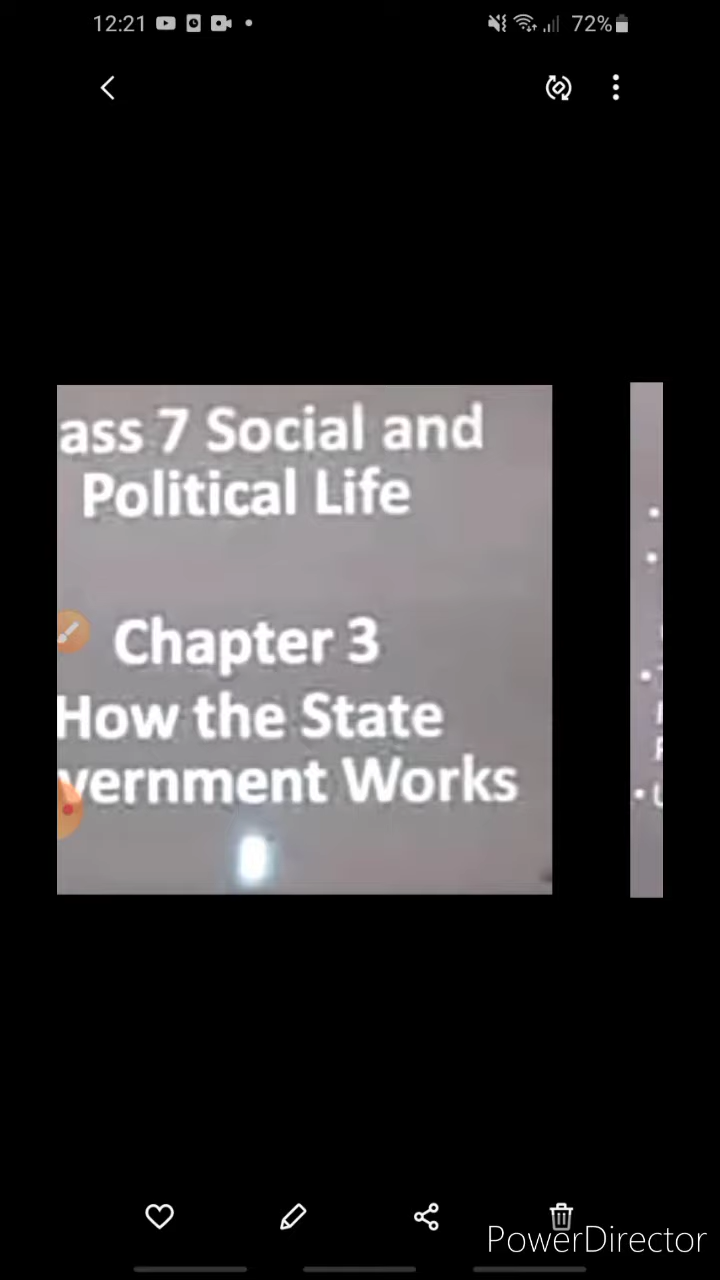 12:21
72%
ass 7 Social and
Political Life
Chapter 3
How the State
vernment Works
PowerDirector